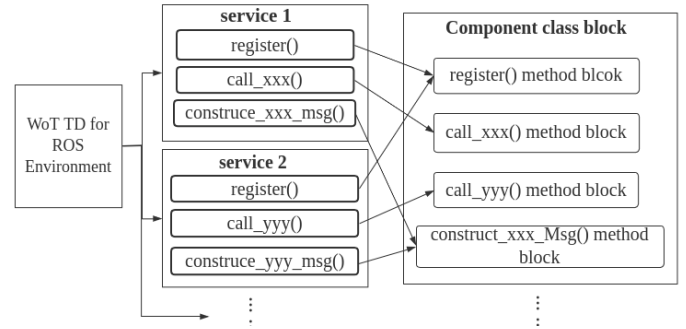 WoT TD for
ROS
Environment
service 1
register()
call_xxx()
construce_xxx_msg()
service 2
register()
call_yyy()
construce_yyy_msg()
Component class block
register() method blcok
call_xxx() method block
call_yyy() method block
construct_xxx_Msg() method
block